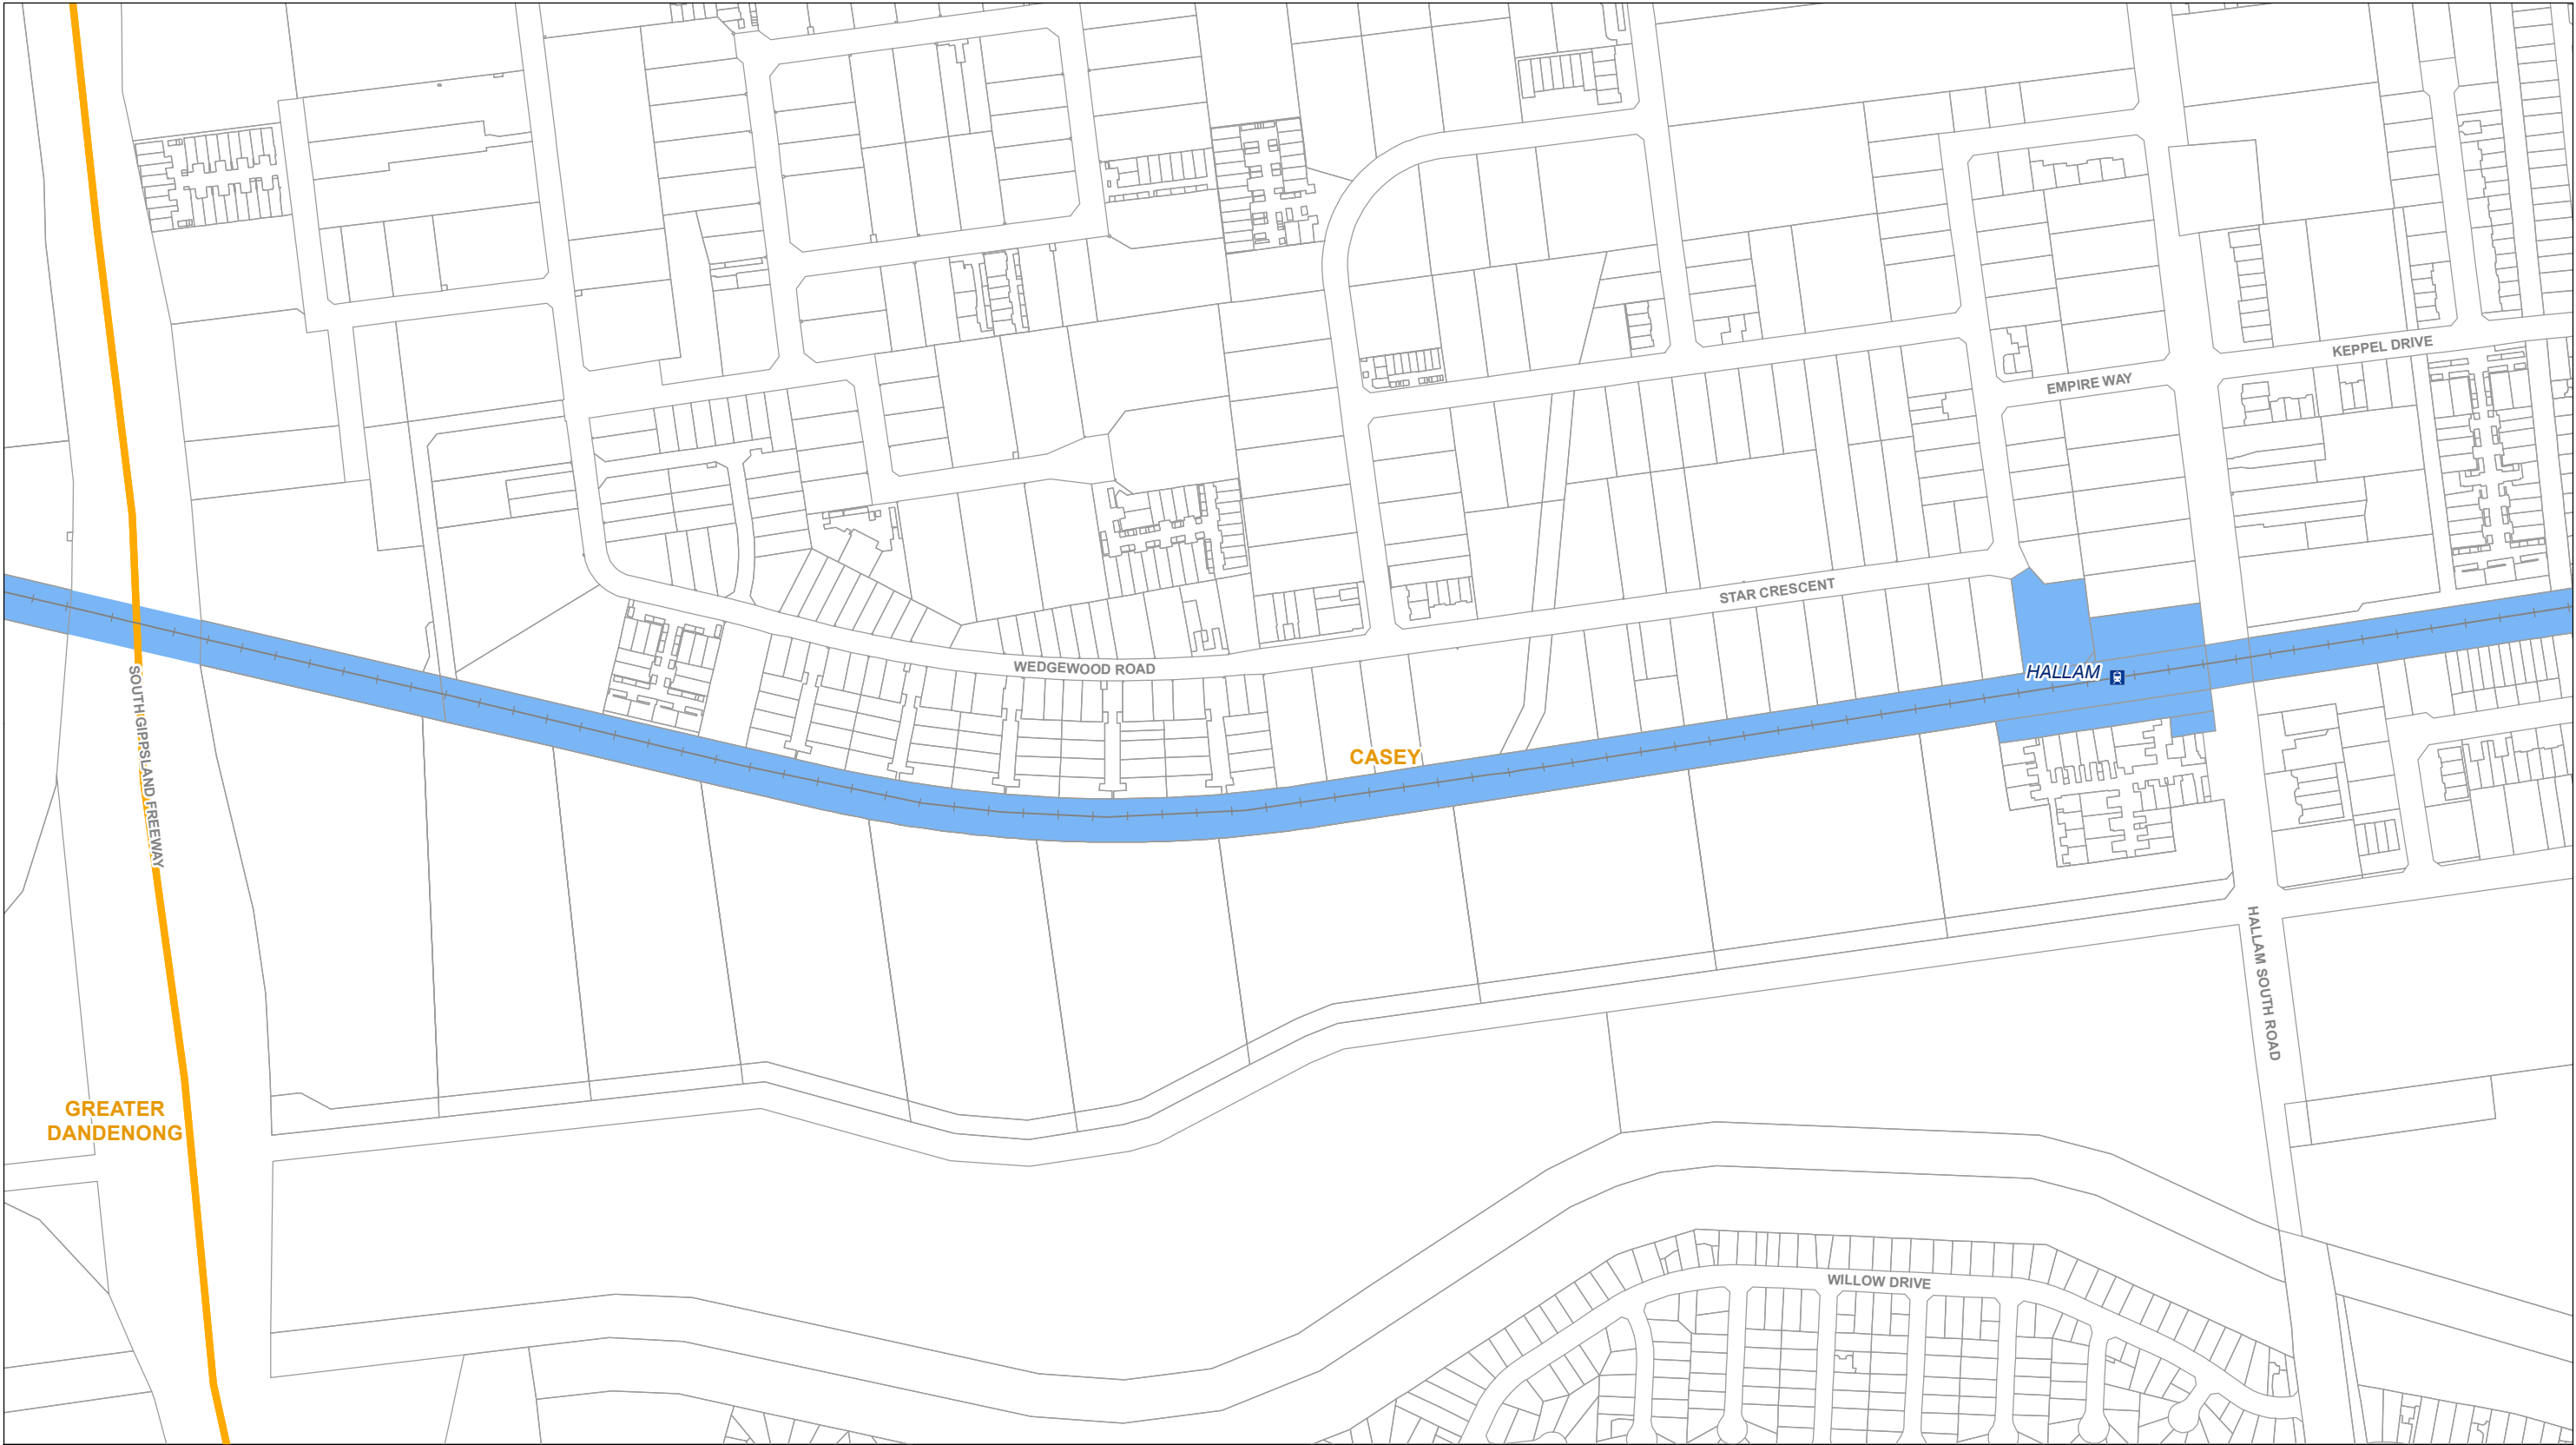 KEPPEL DRIVE
EMPIRE WAY
STAR CRESCENT
WEDGEWOOD ROAD
HALLAM
SOUTH GIPPSLAND FREEWAY
CASEY
HALLAM SOUTH ROAD
GREATER
DANDENONG
WILLOW DRIVE